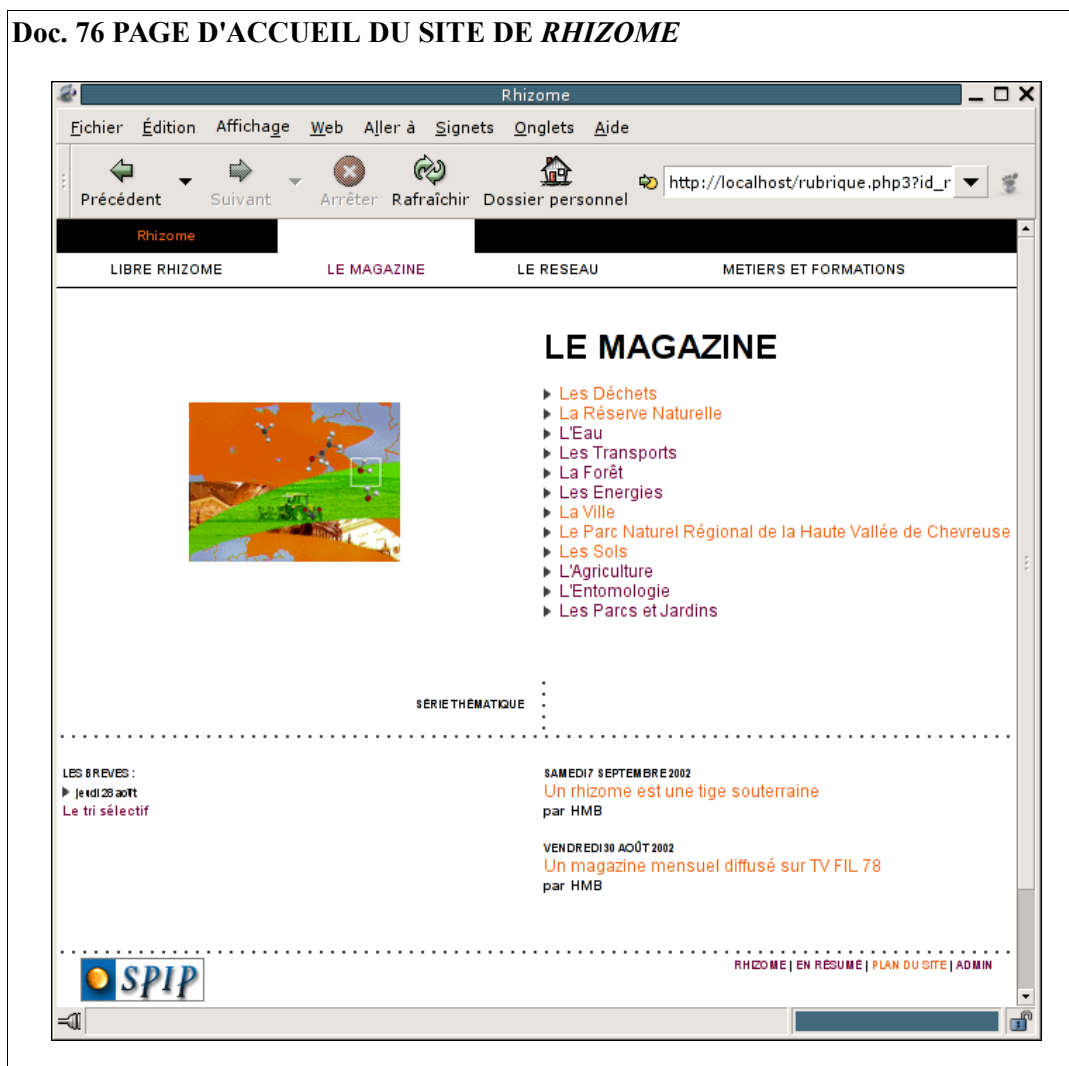 Doc. 76 PAGE D'ACCUEIL DU SITE DE RHIZOME
Rhizome
Fichier Édition Affichage Web Aller à Signets Onglets Aide
Précédent Suivant Arrêter Rafraîchir Dossier personnel http://localhost/rubrique.php3?id_r
Rhizome
LIBRE RHIZOME LE MAGAZINE LE RESEAU METIERS ET FORMATIONS
LE MAGAZINE
Les Déchets
La Réserve Naturelle
L'Eau
Les Transports
La Forêt
Les Energies
La Ville
Le Parc Naturel Régional de la Haute Vallée de Chevreuse
Les Sols
L'Agriculture
L'Entomologie
Les Parcs et Jardins
SÉRIE THÉMATIQUE
LES BREVES :
jeudi 28 août
Le tri sélectif
SAMEDI 7 SEPTEMBRE 2002
Un rhizome est une tige souterraine
par HMB
VENDREDI 30 AOÛT 2002
Un magazine mensuel diffusé sur TV FIL 78
par HMB
RHIZOME | EN RÉSUMÉ | PLAN DU SITE | ADMIN
SPIP